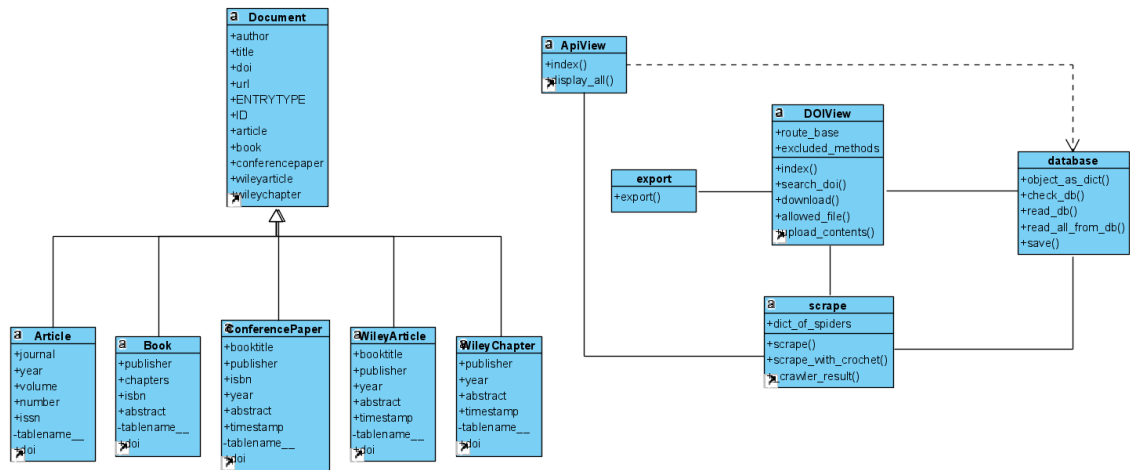 Document
+author
+title
+doi
+url
+ENTRYTYPE
+ID
+article
+book
+conferencepaper
+wileyarticle
+wileychapter
Article
+journal
+year
+volume
+number
+issn
-tablename__
+doi
Book
+publisher
+chapters
+isbn
+abstract
-tablename__
+doi
ConferencePaper
+booktitle
+publisher
+isbn
+year
+abstract
+timestamp
-tablename__
+doi
WileyArticle
+booktitle
+publisher
+year
+abstract
+timestamp
-tablename__
+doi
WileyChapter
+publisher
+year
+abstract
+timestamp
-tablename__
+doi
ApiView
+index()
+display_all()
DOIView
+route_base
+excluded_methods
+index()
+search_doi()
+download()
+allowed_file()
+upload_contents()
export
+export()
database
+object_as_dict()
+check_db()
+read_db()
+read_all_from_db()
+save()
scrape
+dict_of_spiders
+scrape()
+scrape_with_crochet()
+_crawler_result()